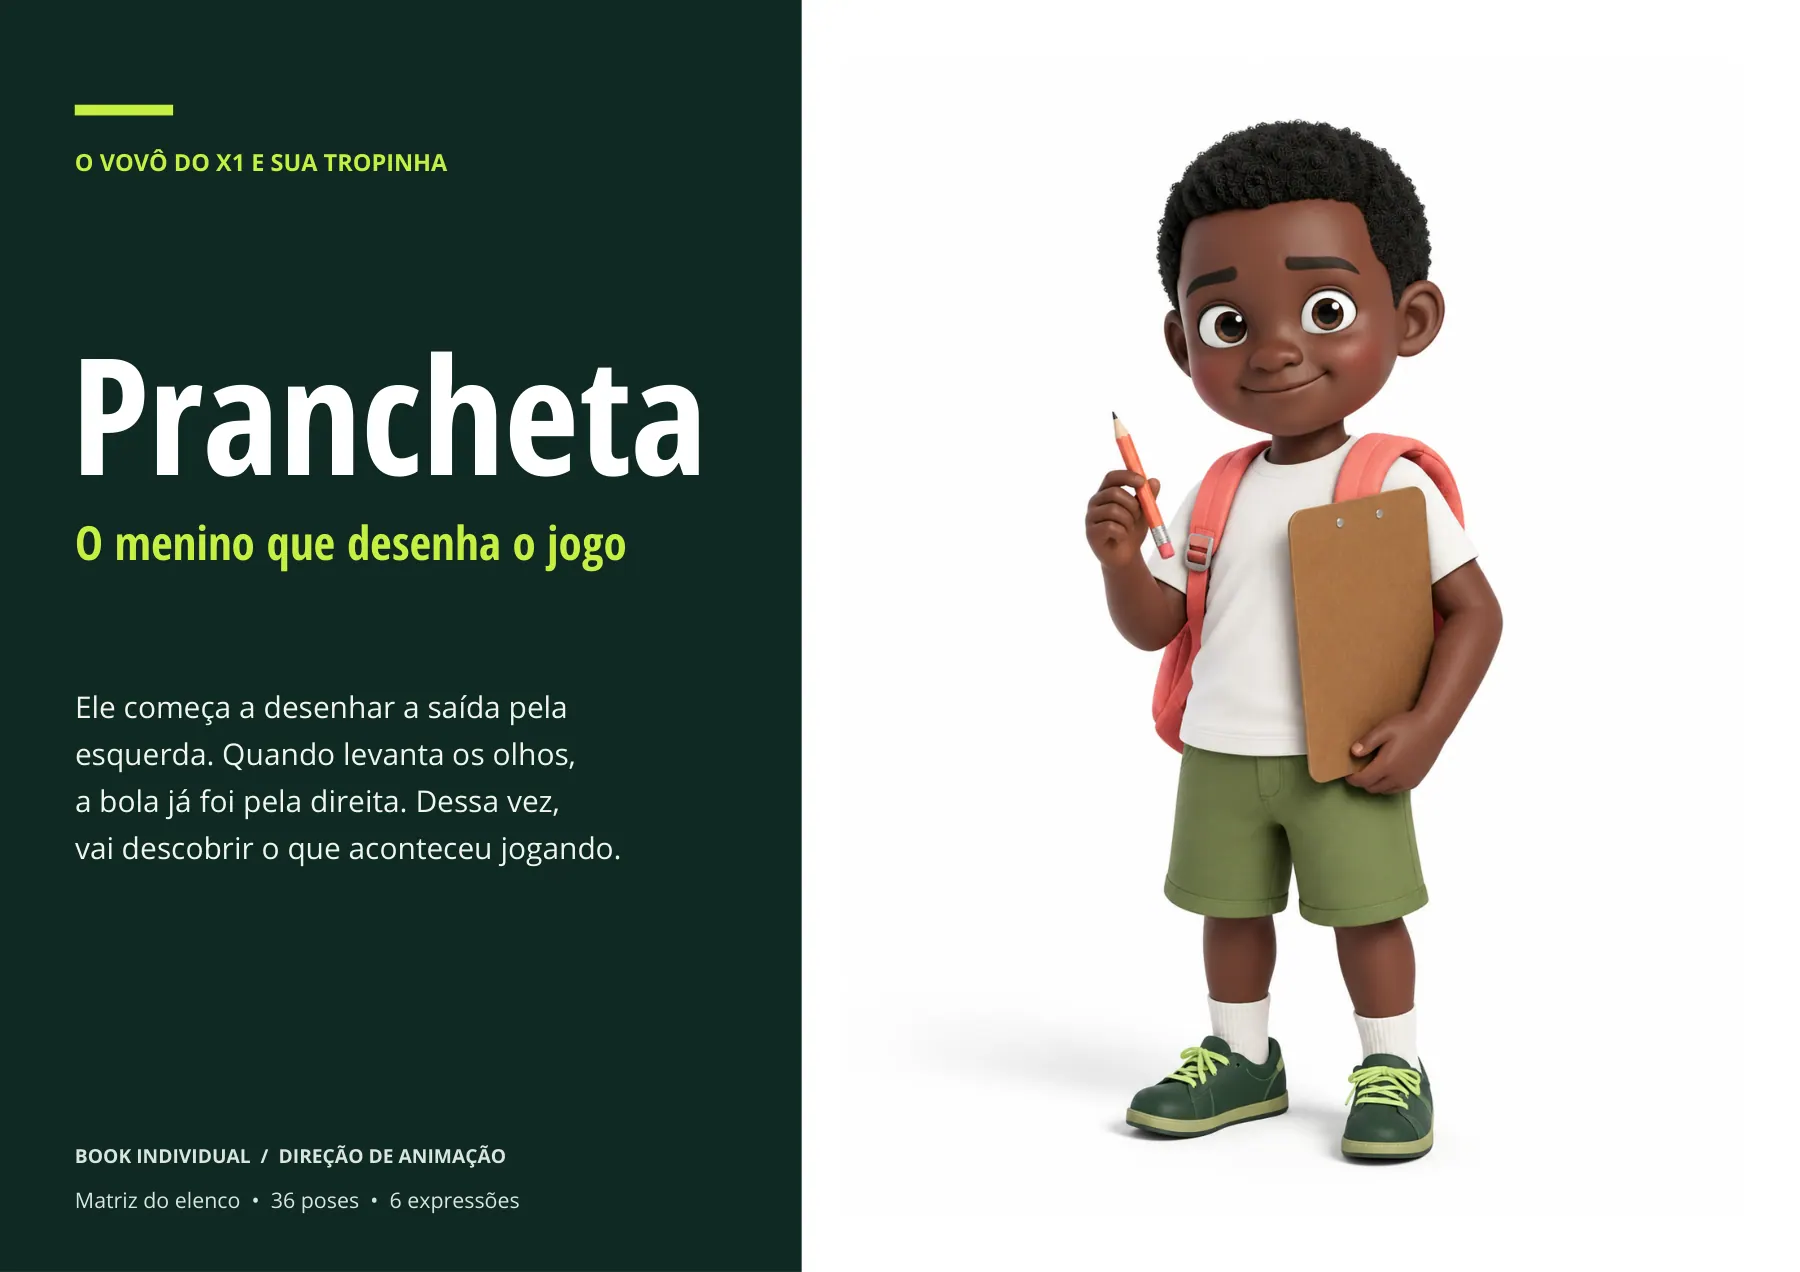 O VOVÔ DO X1 E SUA TROPINHA
Prancheta
O menino que desenha o jogo
Ele começa a desenhar a saída pela
esquerda. Quando levanta os olhos,
a bola já foi pela direita. Dessa vez,
vai descobrir o que aconteceu jogando.
BOOK INDIVIDUAL / DIREÇÃO DE ANIMAÇÃO
Matriz do elenco • 36 poses • 6 expressões